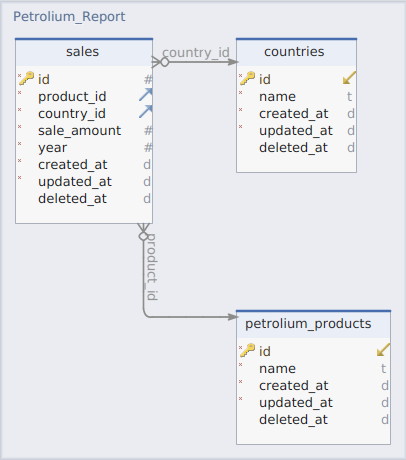 Petrolium_Report
sales
id #
product_id
country_id
sale_amount #
year #
created_at d
updated_at d
deleted_at d
country_id
countries
id
name t
created_at d
updated_at d
deleted_at d
product_id
petrolium_products
id
name t
created_at d
updated_at d
deleted_at d